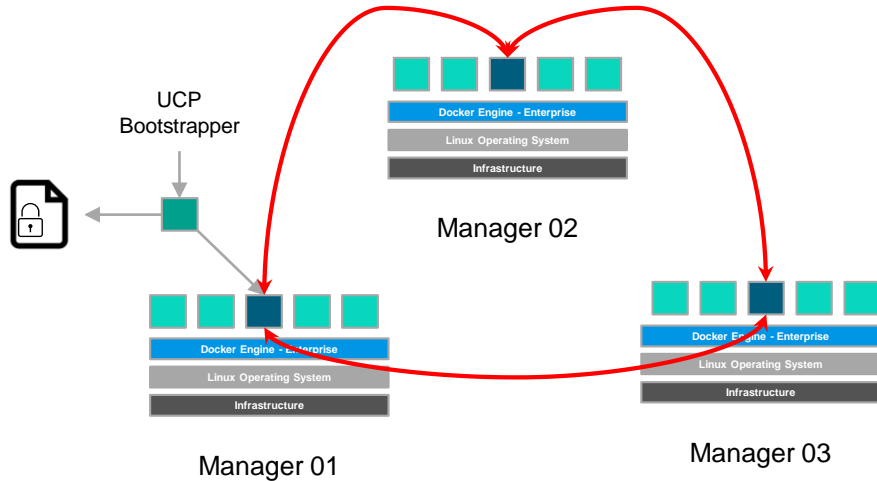 UCP
Bootstrapper
Docker Engine - Enterprise
Linux Operating System
Infrastructure
Manager 02
Docker Engine - Enterprise
Linux Operating System
Infrastructure
Manager 01
Docker Engine - Enterprise
Linux Operating System
Infrastructure
Manager 03